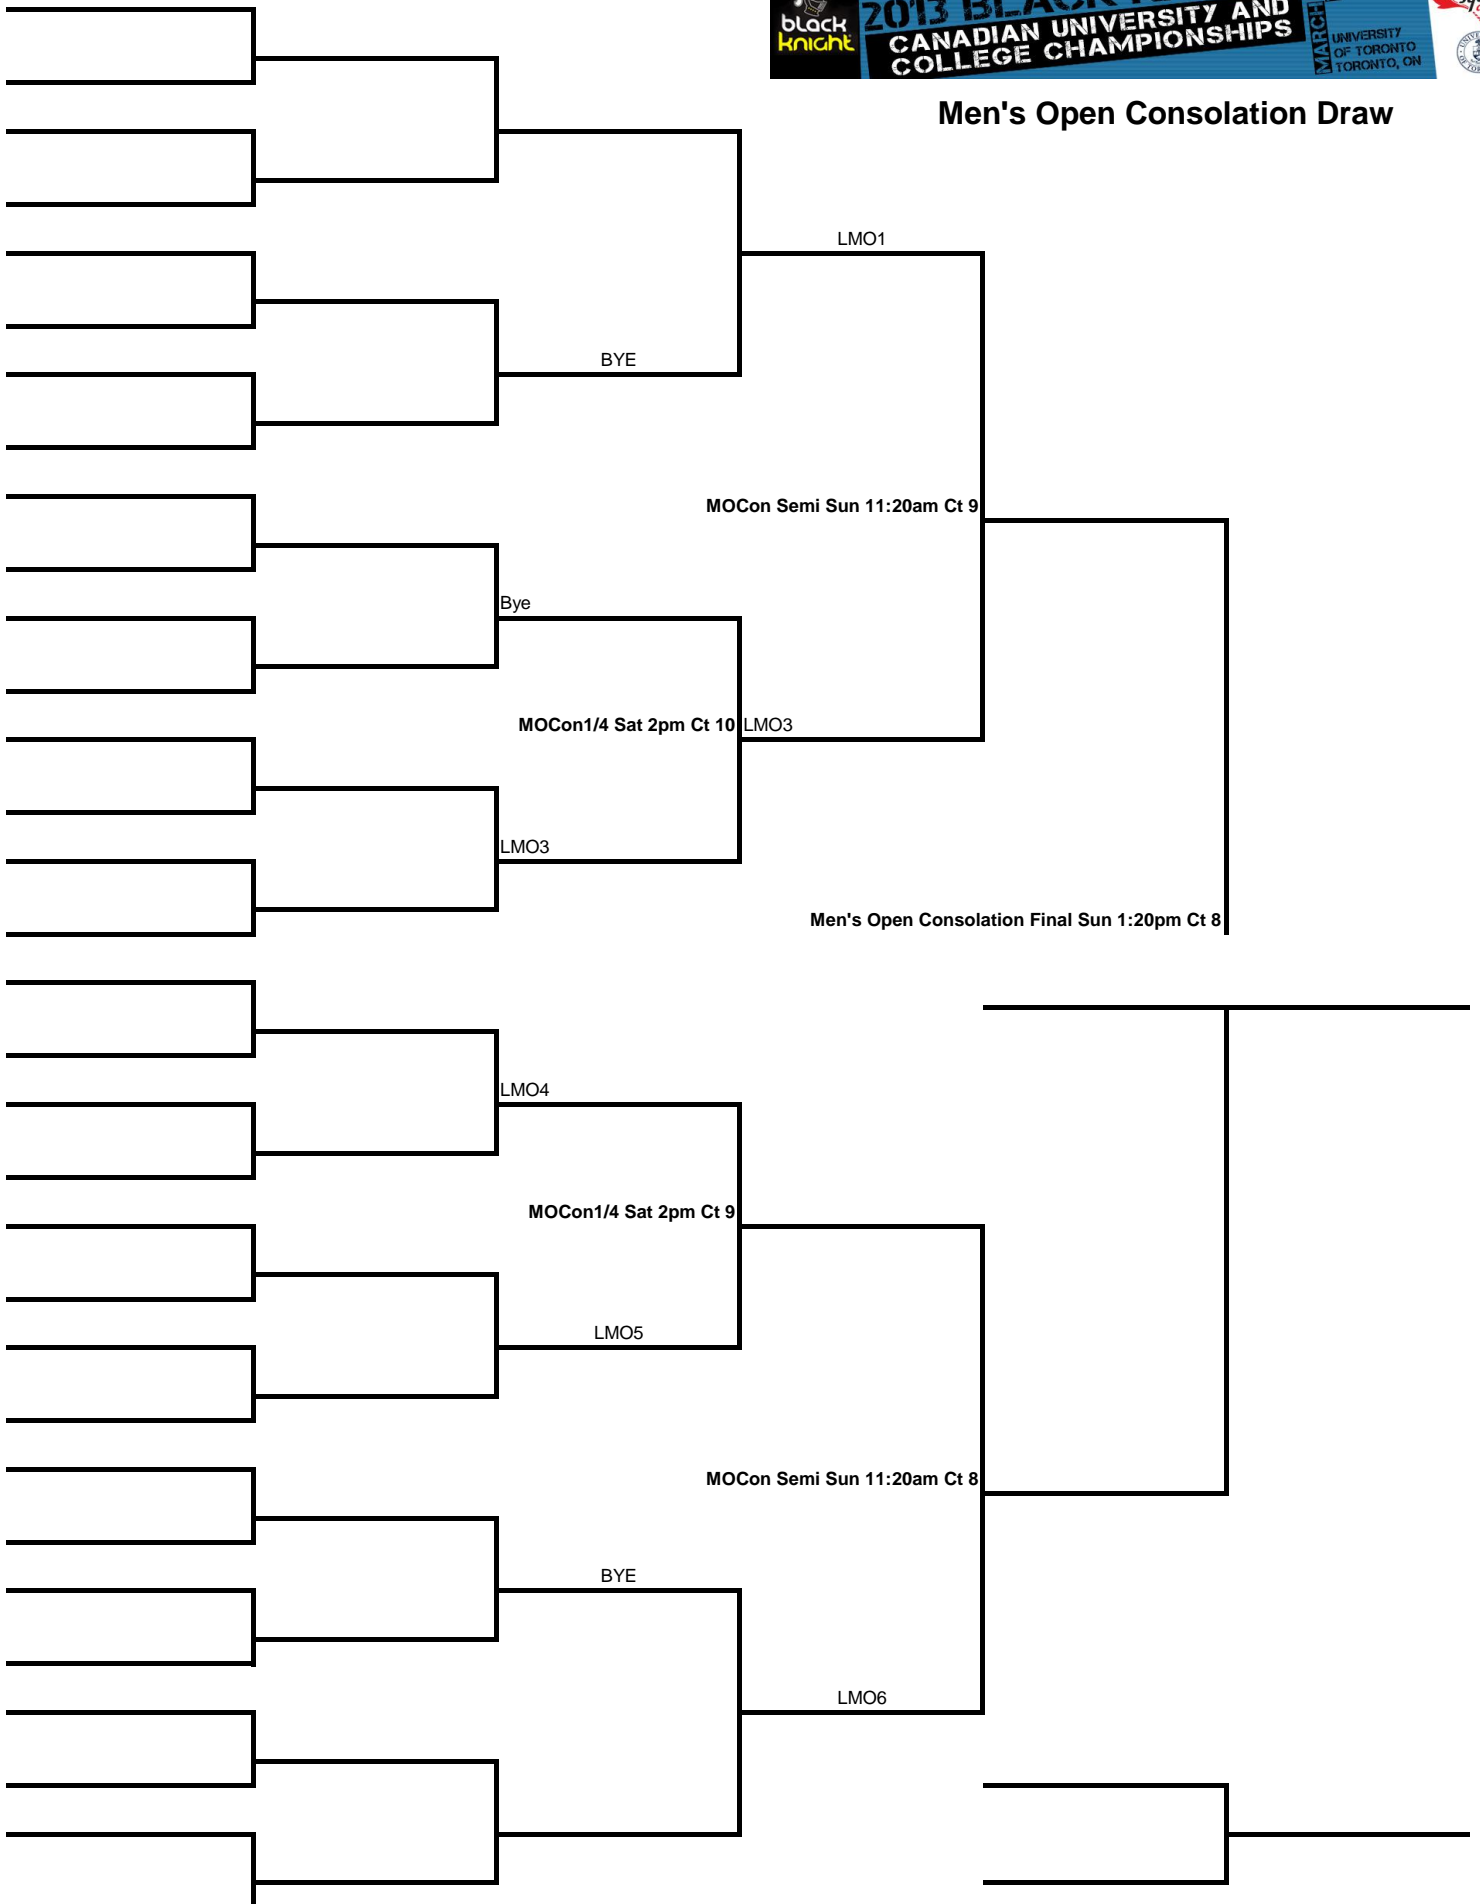 black
knight
2013 BLACK
CANADIAN UNIVERSITY AND
COLLEGE CHAMPIONSHIPS
MARCH
UNIVERSITY
OF TORONTO
TORONTO, ON
Men's Open Consolation Draw
LMO1
BYE
MOCon Semi Sun 11:20am Ct 9
Bye
MOCon1/4 Sat 2pm Ct 10 LMO3
LMO3
Men's Open Consolation Final Sun 1:20pm Ct 8
LMO4
MOCon1/4 Sat 2pm Ct 9
LMO5
MOCon Semi Sun 11:20am Ct 8
BYE
LMO6